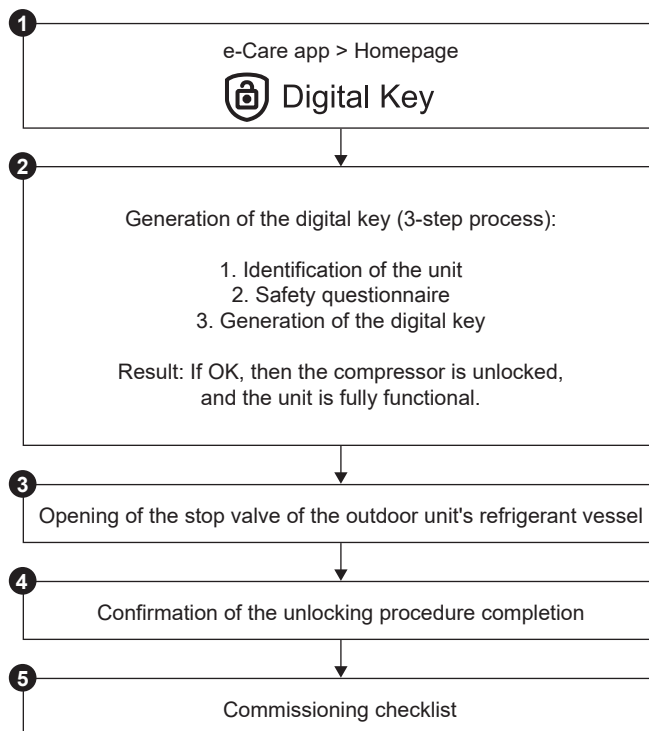 1
e-Care app > Homepage
Digital Key
2
Generation of the digital key (3-step process):
1. Identification of the unit
2. Safety questionnaire
3. Generation of the digital key
Result: If OK, then the compressor is unlocked,
and the unit is fully functional.
3
Opening of the stop valve of the outdoor unit's refrigerant vessel
4
Confirmation of the unlocking procedure completion
5
Commissioning checklist